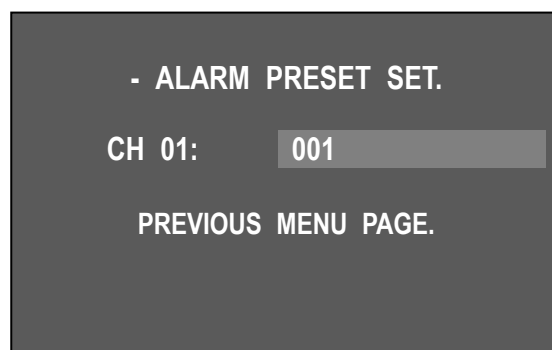 - ALARM PRESET SET.
CH 01: 001
PREVIOUS MENU PAGE.